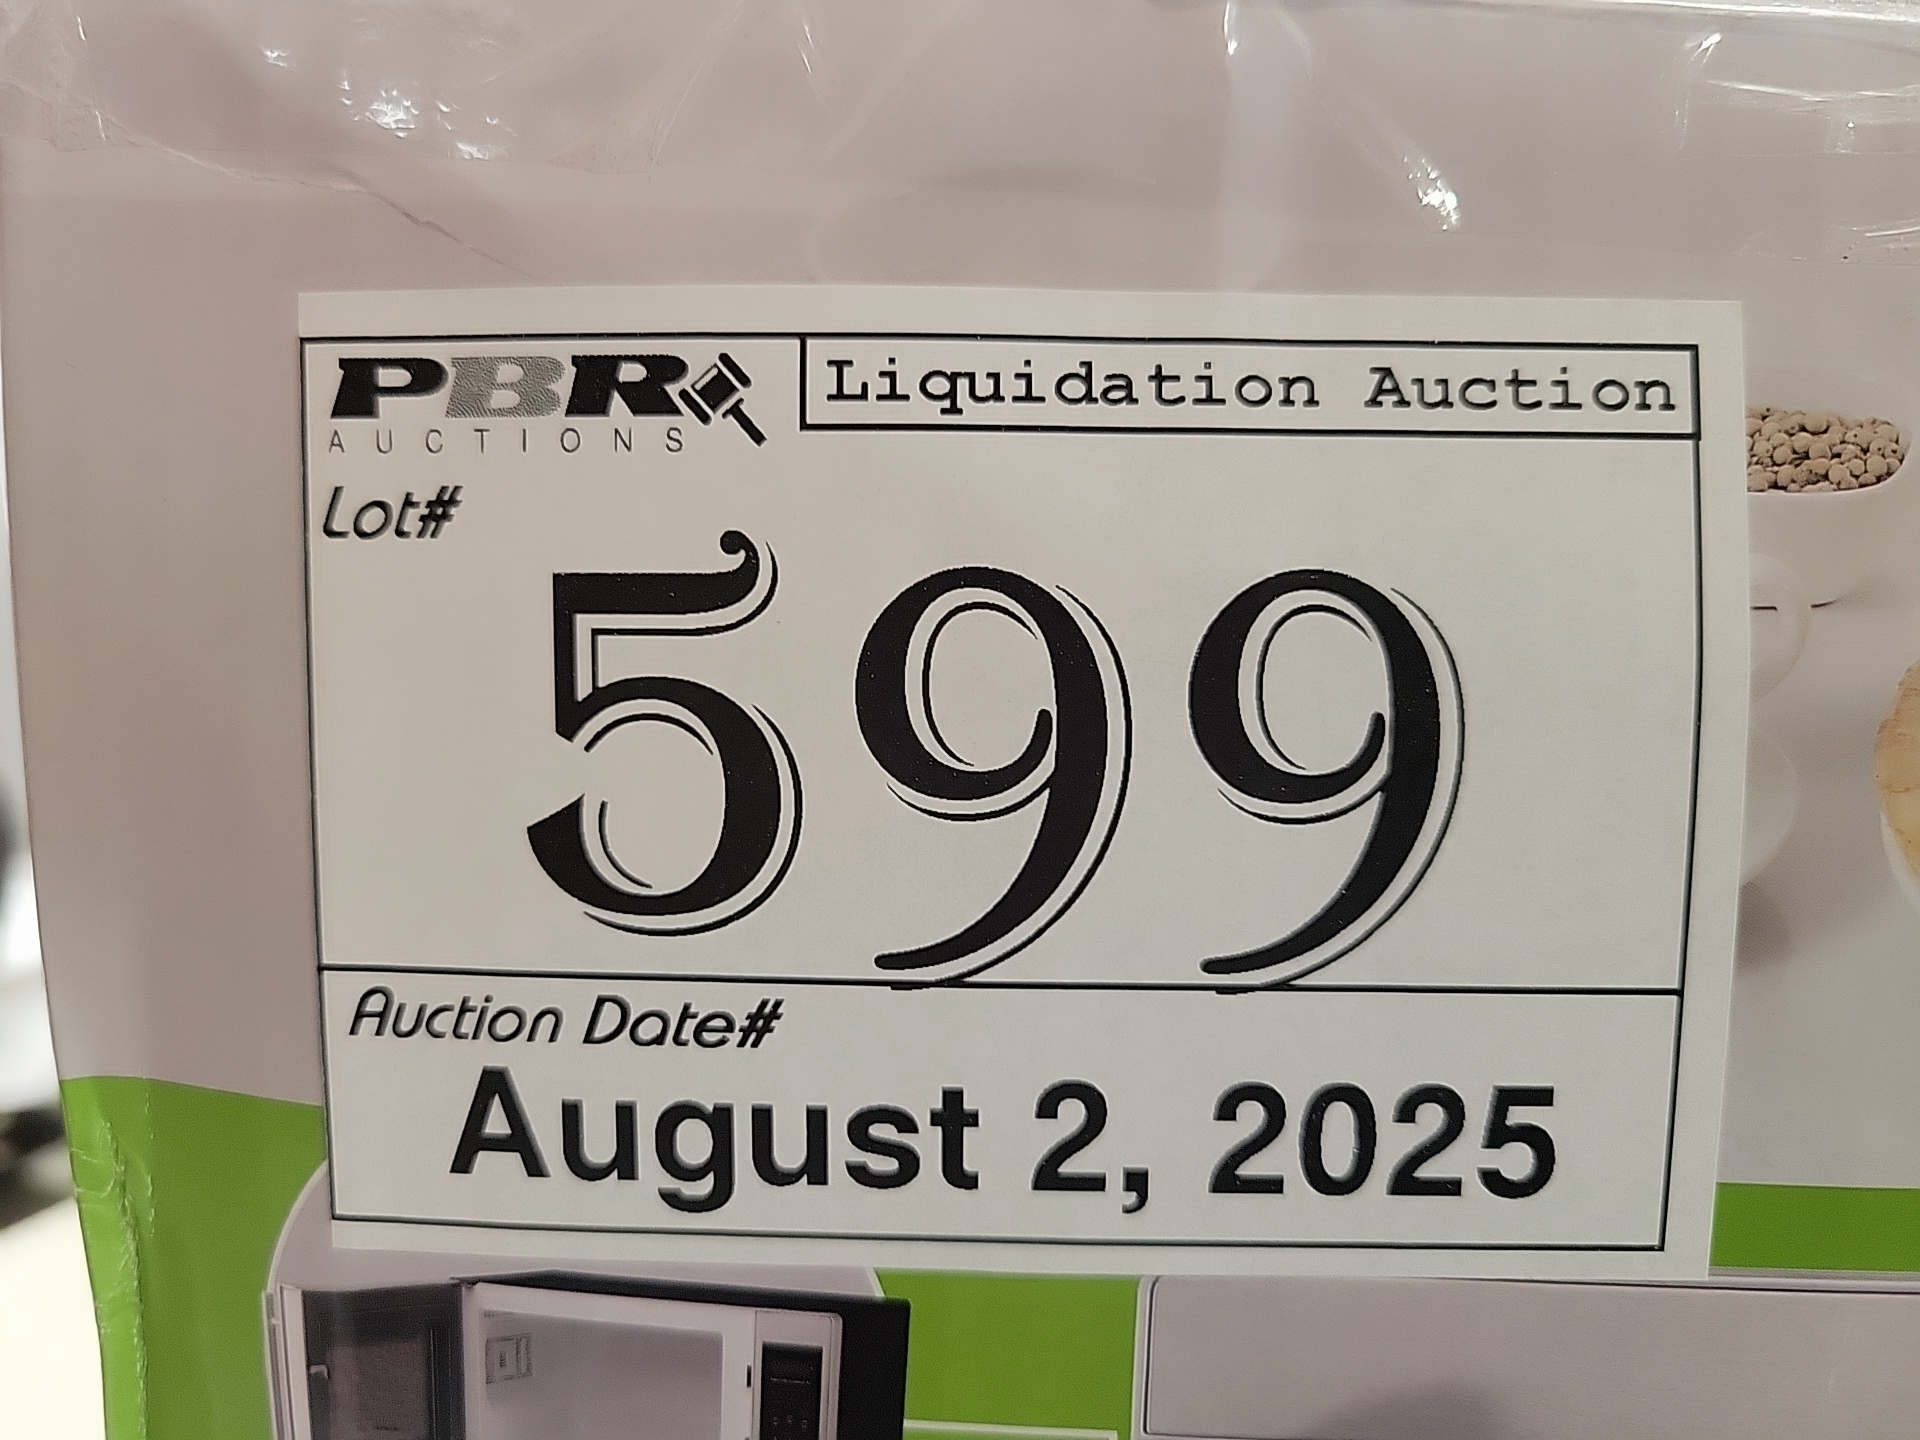 PBR
AUCTIONS
Liquidation Auction
Lot#
599
Auction Date#
August 2, 2025